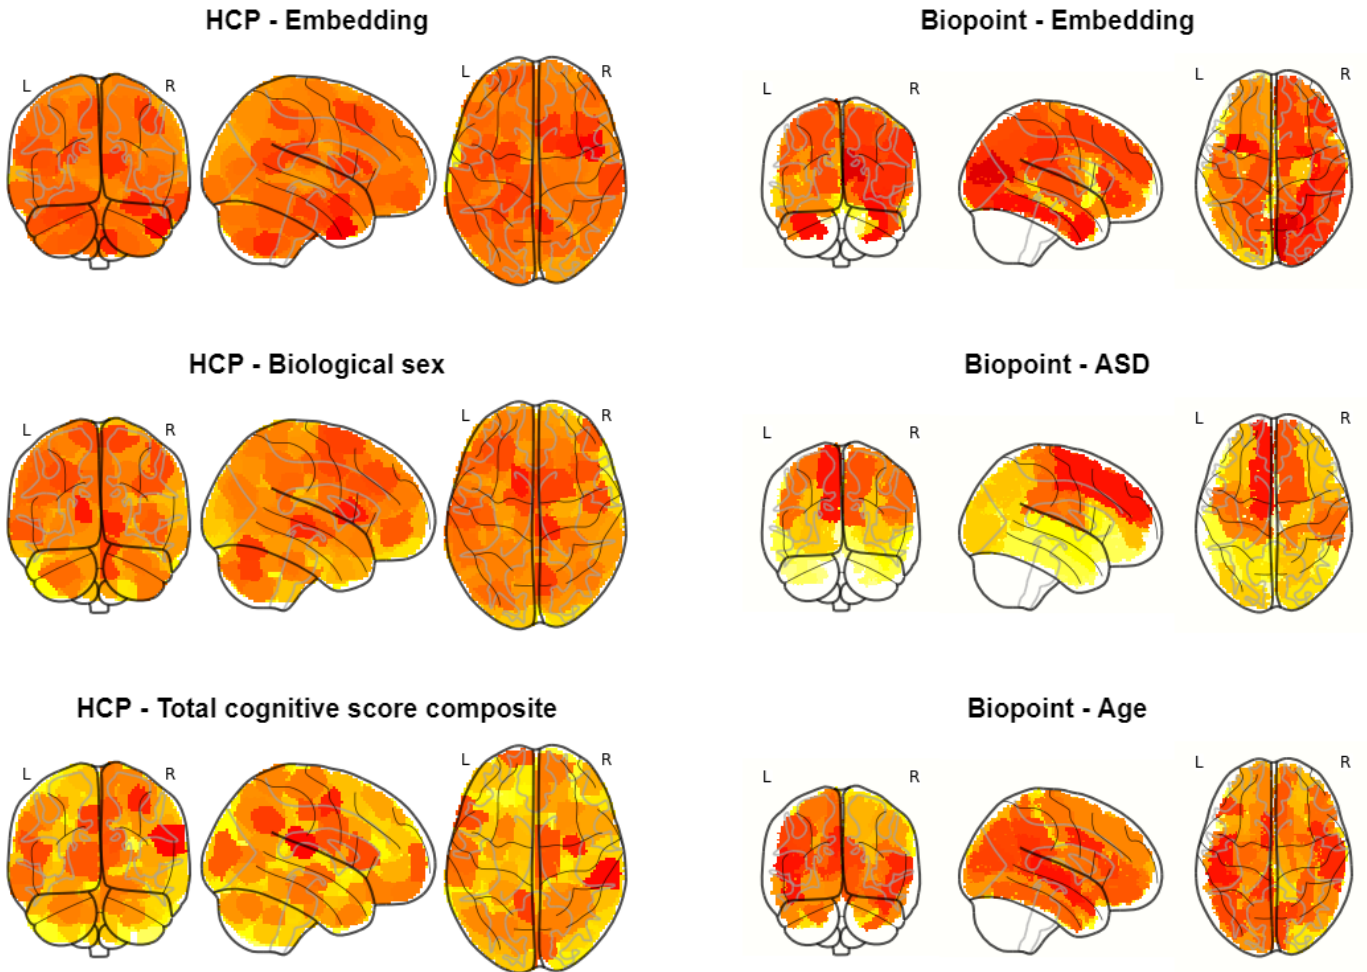 HCP - Embedding
Biopoint - Embedding
L R L R
L R L R
HCP - Biological sex
Biopoint - ASD
L R L R
L R L R
HCP - Total cognitive score composite
Biopoint - Age
L R L R
L R L R